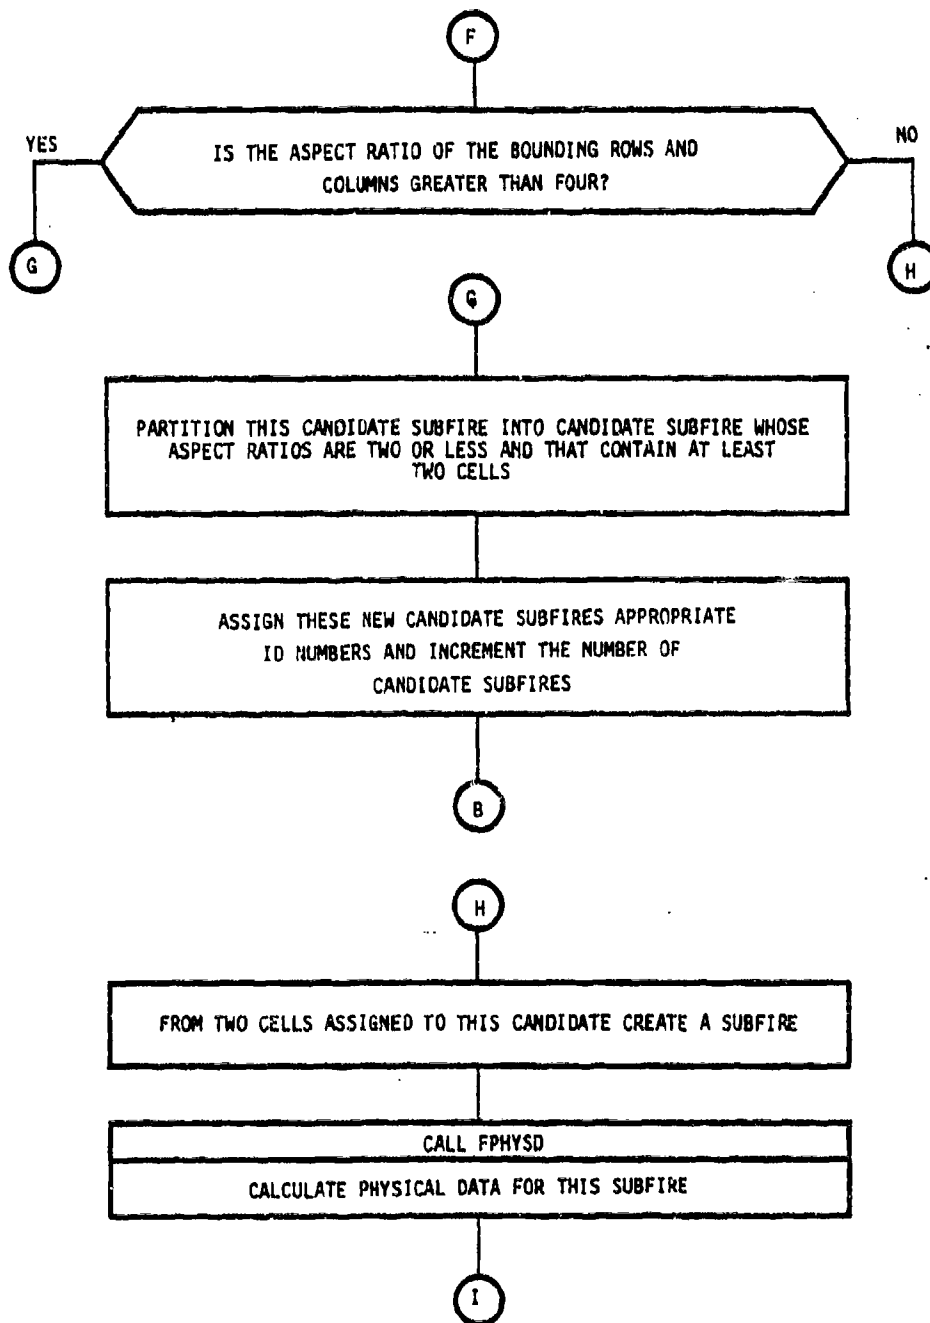 F
YES
NO
IS THE ASPECT RATIO OF THE BOUNDING ROWS AND
COLUMNS GREATER THAN FOUR?
G
H
G
PARTITION THIS CANDIDATE SUBFIRE INTO CANDIDATE SUBFIRE WHOSE
ASPECT RATIOS ARE TWO OR LESS AND THAT CONTAIN AT LEAST
TWO CELLS
ASSIGN THESE NEW CANDIDATE SUBFIRES APPROPRIATE
ID NUMBERS AND INCREMENT THE NUMBER OF
CANDIDATE SUBFIRES
B
H
FROM TWO CELLS ASSIGNED TO THIS CANDIDATE CREATE A SUBFIRE
CALL FPHYSD
CALCULATE PHYSICAL DATA FOR THIS SUBFIRE
I